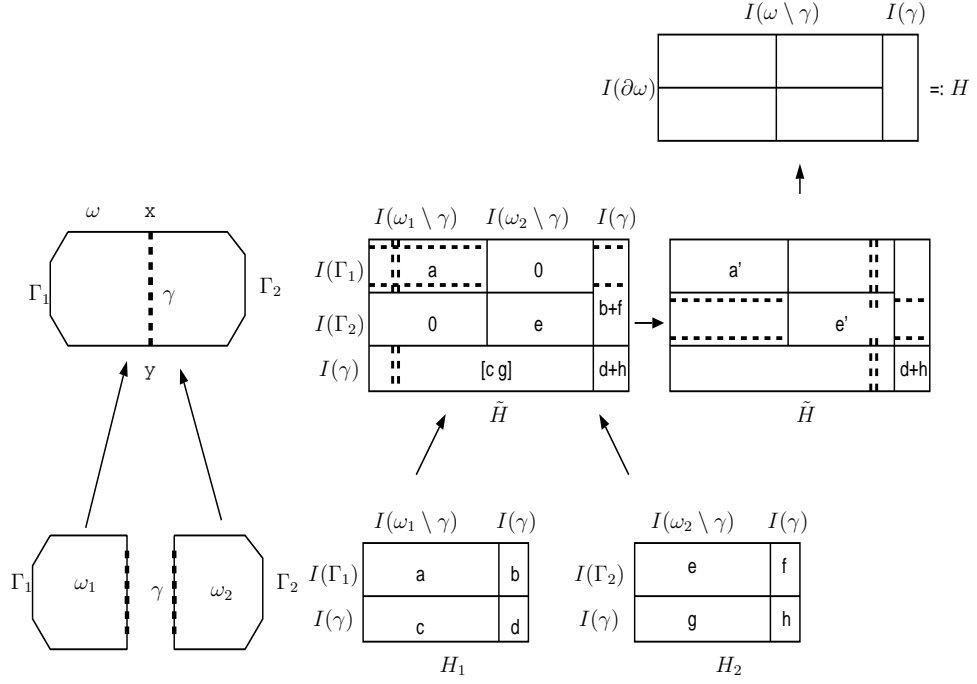 I(ω \ γ) I(γ)
I(∂ω) =: H
ω x
Γ₁ γ Γ₂
y
I(ω₁ \ γ) I(ω₂ \ γ) I(γ)
I(Γ₁) a 0
b+f
I(Γ₂) 0 e
I(γ) [c g] d+h
H̃
a'
e'
d+h
H̃
Γ₁ ω₁ γ ω₂ Γ₂
I(ω₁ \ γ) I(γ)
I(Γ₁) a b
I(γ) c d
H₁
I(ω₂ \ γ) I(γ)
I(Γ₂) e f
I(γ) g h
H₂